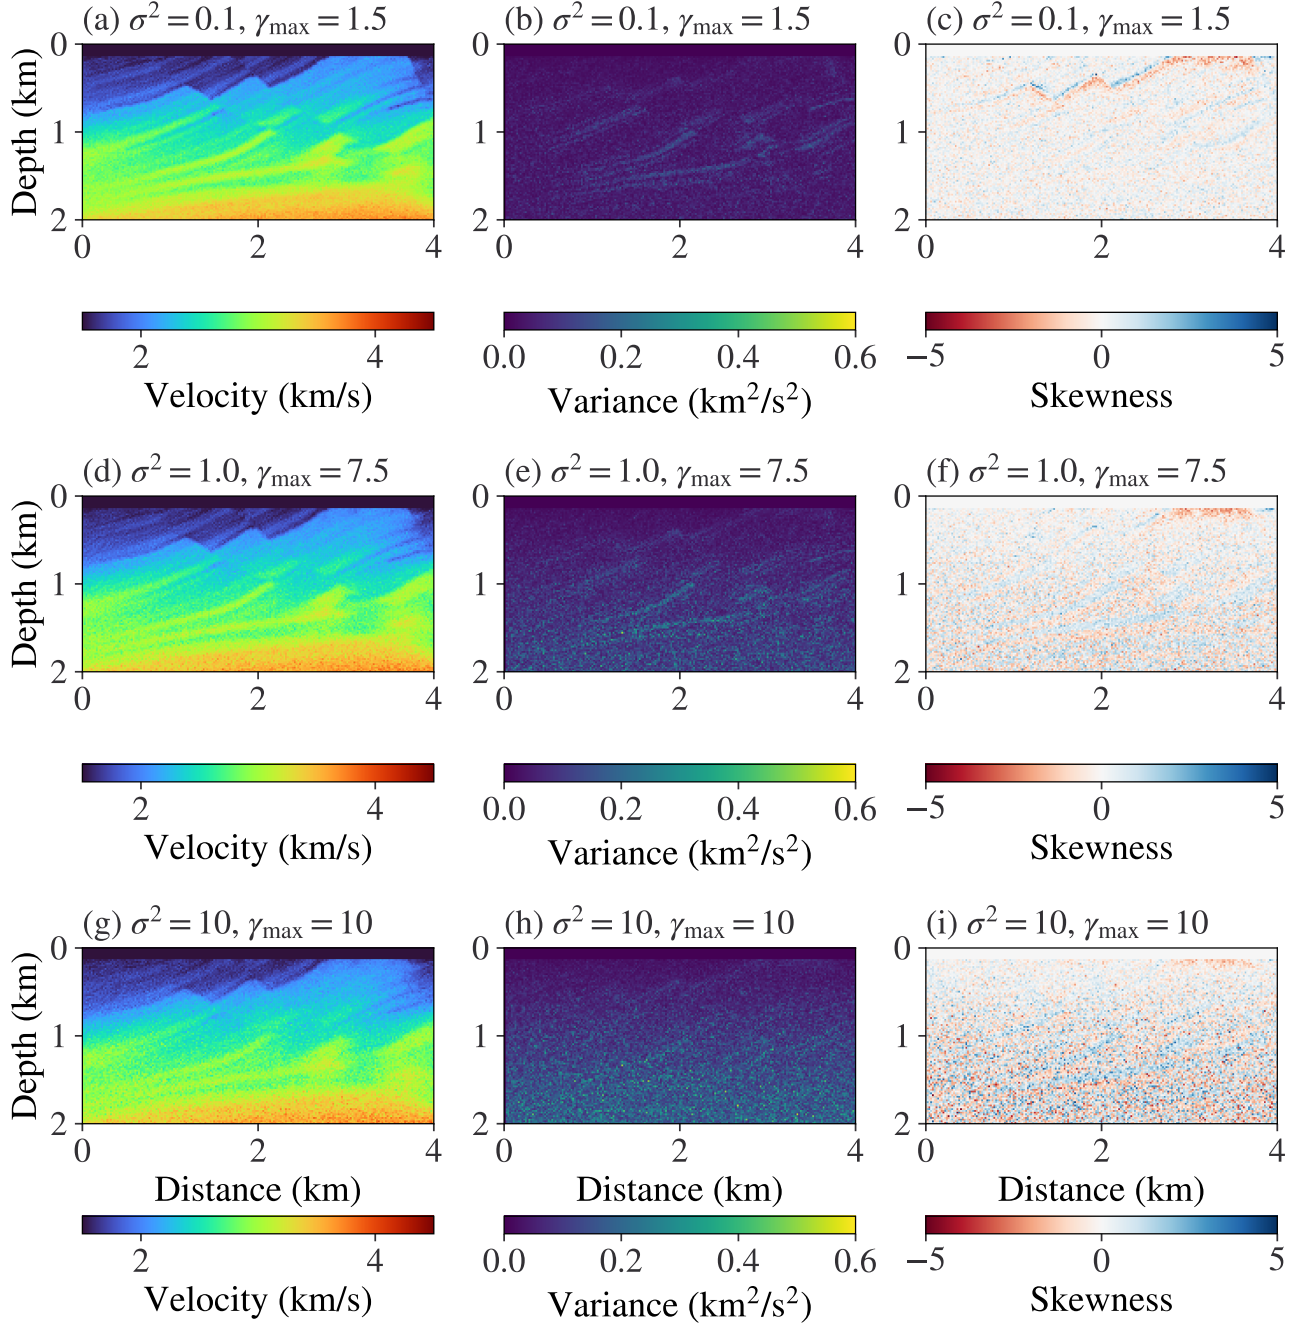 (a) σ² = 0.1, γmax = 1.5
(b) σ² = 0.1, γmax = 1.5
(c) σ² = 0.1, γmax = 1.5
Depth (km)
0
1
2
0 2 4
0
1
2
0 2 4
0
1
2
0 2 4
2 4
Velocity (km/s)
0.0 0.2 0.4 0.6
Variance (km²/s²)
−5 0 5
Skewness
(d) σ² = 1.0, γmax = 7.5
(e) σ² = 1.0, γmax = 7.5
(f) σ² = 1.0, γmax = 7.5
Depth (km)
0
1
2
0 2 4
0
1
2
0 2 4
0
1
2
0 2 4
2 4
Velocity (km/s)
0.0 0.2 0.4 0.6
Variance (km²/s²)
−5 0 5
Skewness
(g) σ² = 10, γmax = 10
(h) σ² = 10, γmax = 10
(i) σ² = 10, γmax = 10
Depth (km)
0
1
2
0 2 4
Distance (km)
0
1
2
0 2 4
Distance (km)
0
1
2
0 2 4
Distance (km)
2 4
Velocity (km/s)
0.0 0.2 0.4 0.6
Variance (km²/s²)
−5 0 5
Skewness